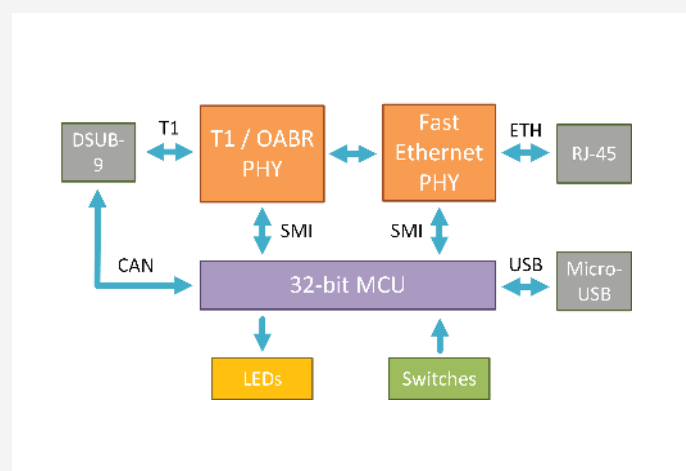 DSUB-
9
T1
T1 / OABR
PHY
Fast
Ethernet
PHY
ETH
RJ-45
SMI
SMI
CAN
32-bit MCU
USB
Micro-
USB
LEDs
Switches